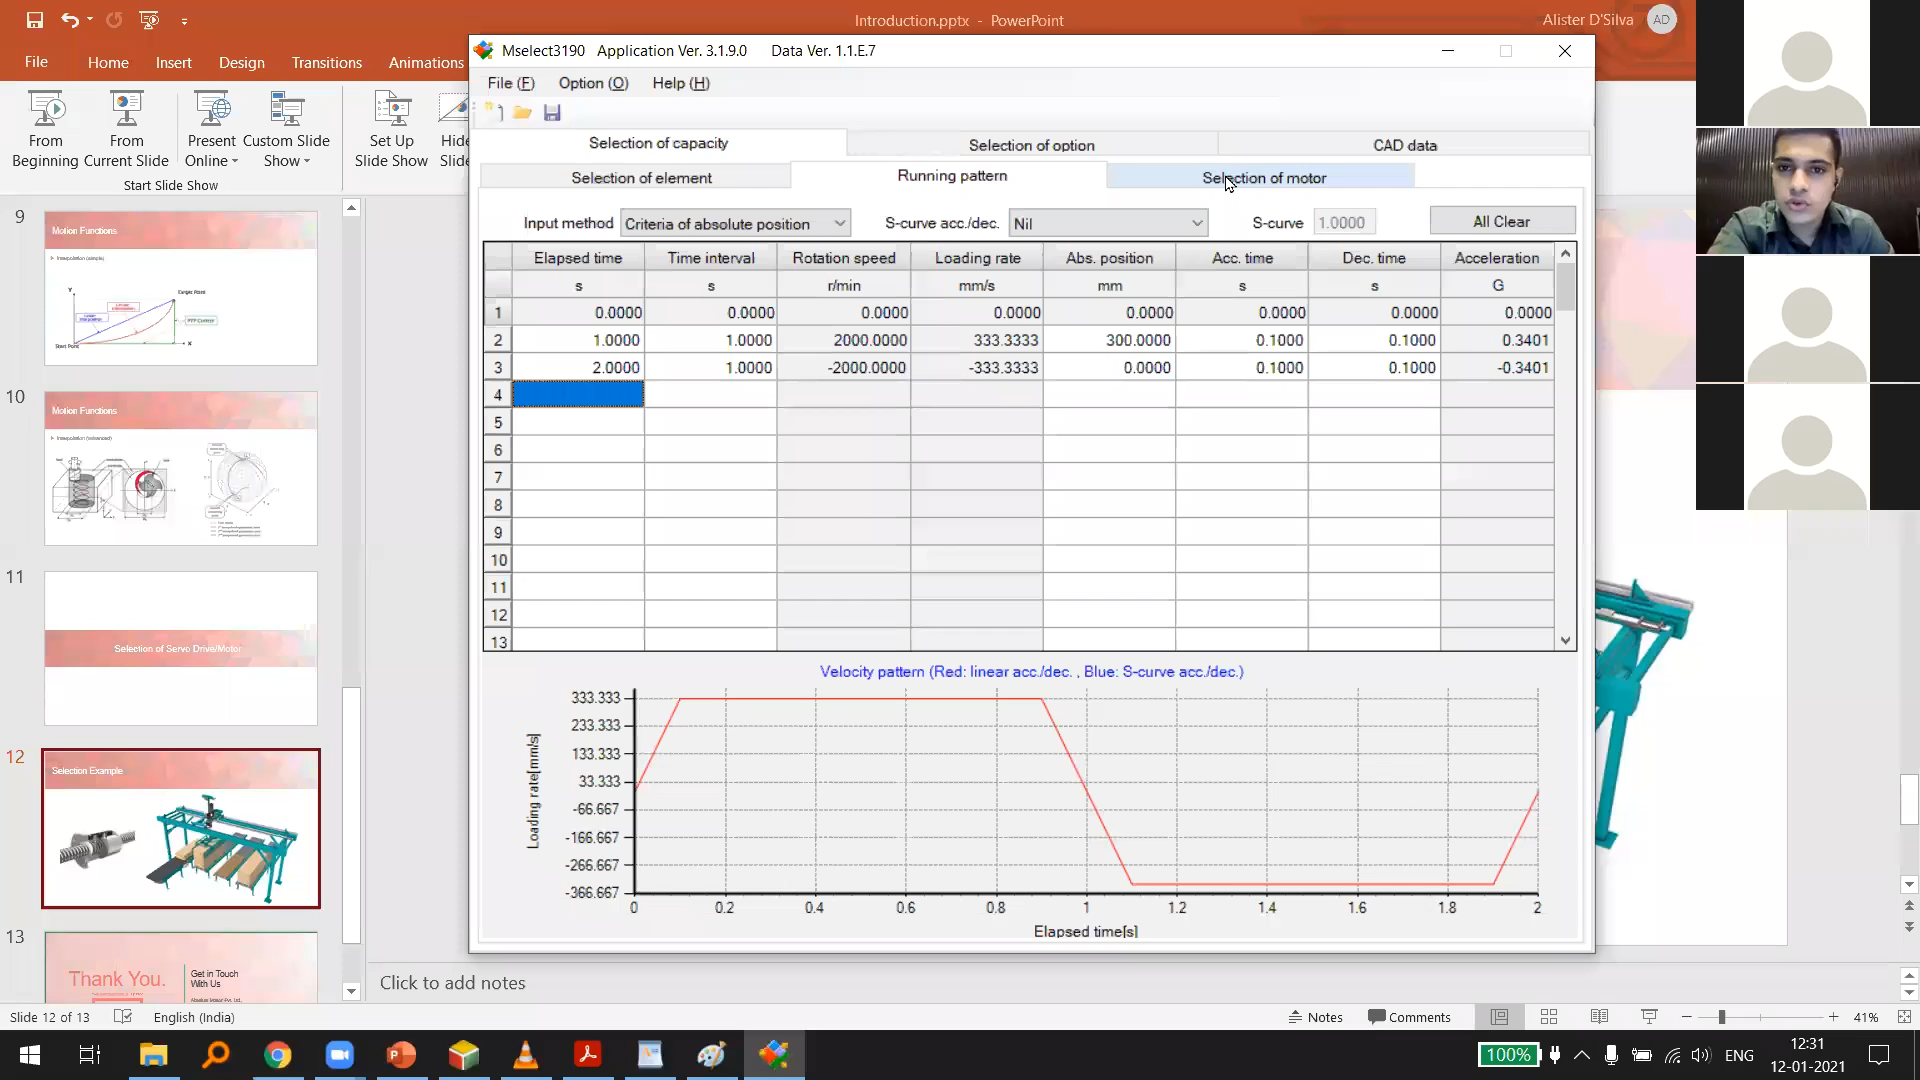 Introduction.pptx - PowerPoint
Alister D'Silva AD
File Home Insert Design Transitions Animations
From Beginning
From Current Slide
Present Online
Custom Slide Show
Set Up Slide Show
Hide
Start Slide Show
Mselect3190 Application Ver. 3.1.9.0 Data Ver. 1.1.E.7
File (F) Option (O) Help (H)
Selection of capacity Selection of option CAD data
Selection of element Running pattern Selection of motor
Input method Criteria of absolute position S-curve acc./dec. Nil S-curve 1.0000 All Clear
Elapsed time Time interval Rotation speed Loading rate Abs. position Acc. time Dec. time Acceleration
s s r/min mm/s mm s s G
1 0.0000 0.0000 0.0000 0.0000 0.0000 0.0000 0.0000 0.0000
2 1.0000 1.0000 2000.0000 333.3333 300.0000 0.1000 0.1000 0.3401
3 2.0000 1.0000 -2000.0000 -333.3333 0.0000 0.1000 0.1000 -0.3401
4
5
6
7
8
9
10
11
12
13
Velocity pattern (Red: linear acc./dec. , Blue: S-curve acc./dec.)
Loading rate[mm/s]
333.333
233.333
133.333
33.333
-66.667
-166.667
-266.667
-366.667
0 0.2 0.4 0.6 0.8 1 1.2 1.4 1.6 1.8 2
Elapsed time[s]
9
Motion Functions
Interpolation (simple)
Y
Target Point
PTP Control
Start Point
X
10
Motion Functions
Interpolation (advanced)
11
Selection of Servo Drive/Motor
12
Selection Example
13
Thank You.
Get in Touch
With Us
Click to add notes
Slide 12 of 13 English (India) Notes Comments 41%
100% ENG
12:31
12-01-2021